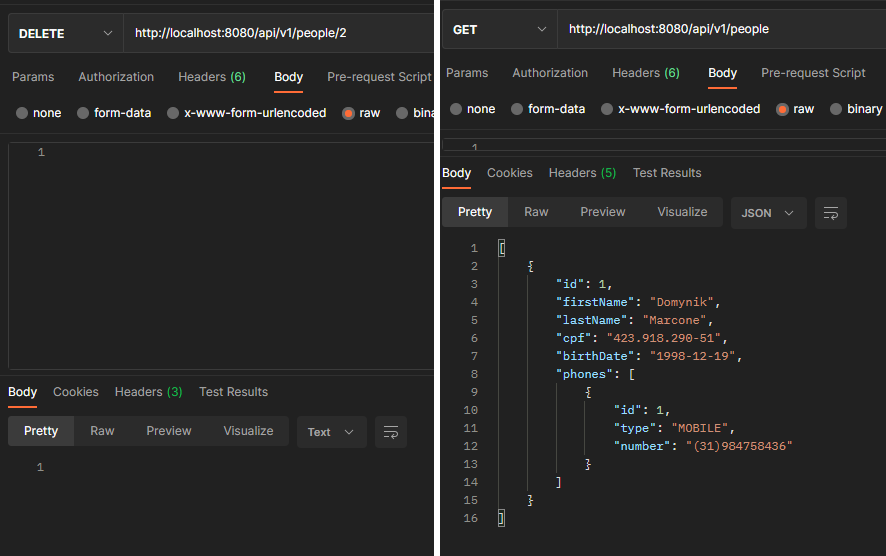 DELETE http://localhost:8080/api/v1/people/2
Params Authorization Headers (6) Body Pre-request Script
none form-data x-www-form-urlencoded raw bina
1
Body Cookies Headers (3) Test Results
Pretty Raw Preview Visualize Text
1
GET http://localhost:8080/api/v1/people
Params Authorization Headers (6) Body Pre-request Script
none form-data x-www-form-urlencoded raw binary
1
Body Cookies Headers (5) Test Results
Pretty Raw Preview Visualize JSON
1 [
2 {
3 "id": 1,
4 "firstName": "Domynik",
5 "lastName": "Marcone",
6 "cpf": "423.918.290-51",
7 "birthDate": "1998-12-19",
8 "phones": [
9 {
10 "id": 1,
11 "type": "MOBILE",
12 "number": "(31)984758436"
13 }
14 ]
15 }
16 ]